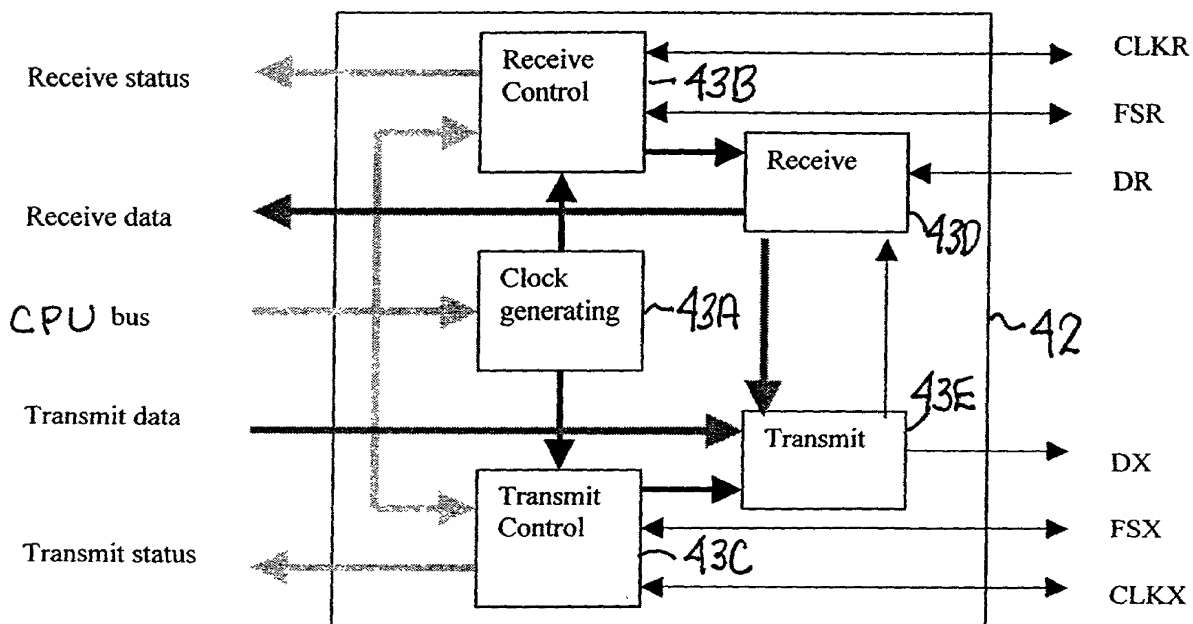 CLKR
Receive status
Receive
Control
43B
FSR
Receive
DR
Receive data
43D
Clock
generating
43A
CPU bus
42
Transmit data
43E
Transmit
DX
Transmit
Control
FSX
Transmit status
43C
CLKX